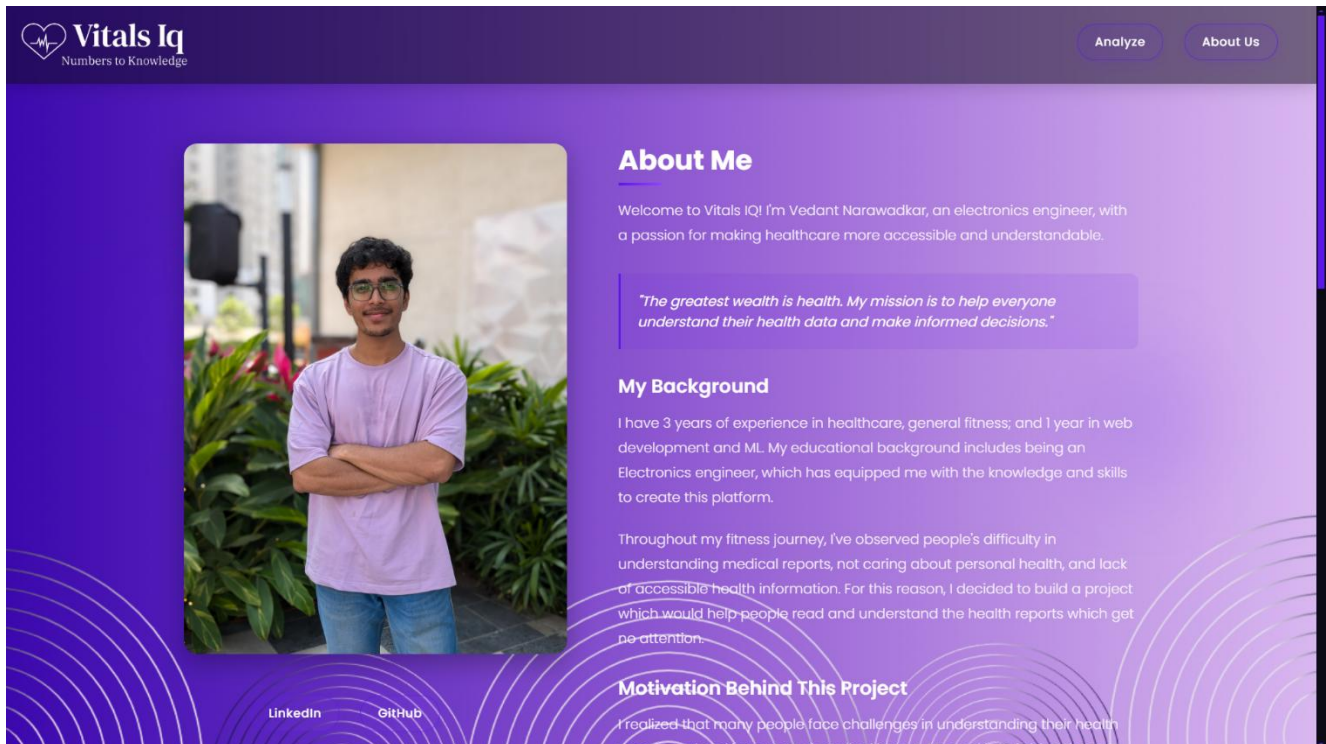 Vitals Iq
Numbers to Knowledge
Analyze
About Us
About Me
Welcome to Vitals IQ! I'm Vedant Narawadkar, an electronics engineer, with
a passion for making healthcare more accessible and understandable.
"The greatest wealth is health. My mission is to help everyone
understand their health data and make informed decisions."
My Background
I have 3 years of experience in healthcare, general fitness; and 1 year in web
development and ML. My educational background includes being an
Electronics engineer, which has equipped me with the knowledge and skills
to create this platform.
Throughout my fitness journey, I've observed people's difficulty in
understanding medical reports, not caring about personal health, and lack
of accessible health information. For this reason, I decided to build a project
which would help people read and understand the health reports which get
no attention.
Motivation Behind This Project
I realized that many people face challenges in understanding their health
LinkedIn
GitHub